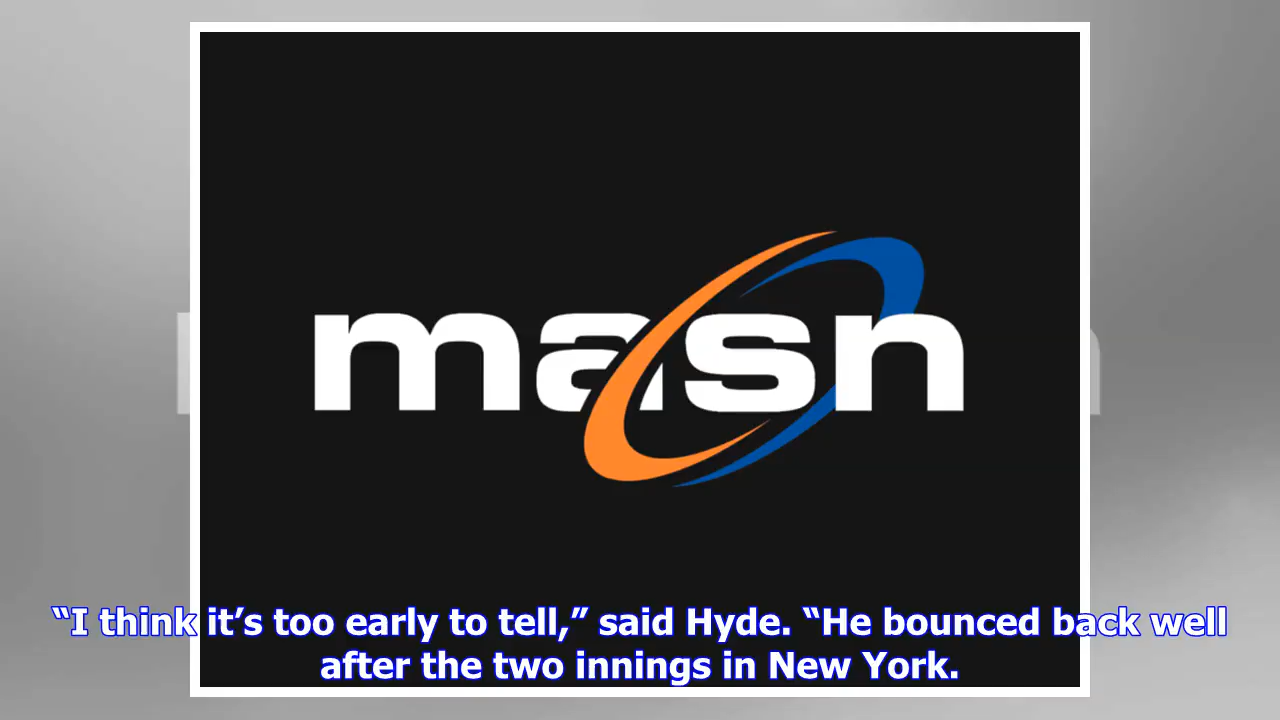 masn
“I think it’s too early to tell,” said Hyde. “He bounced back well
after the two innings in New York.